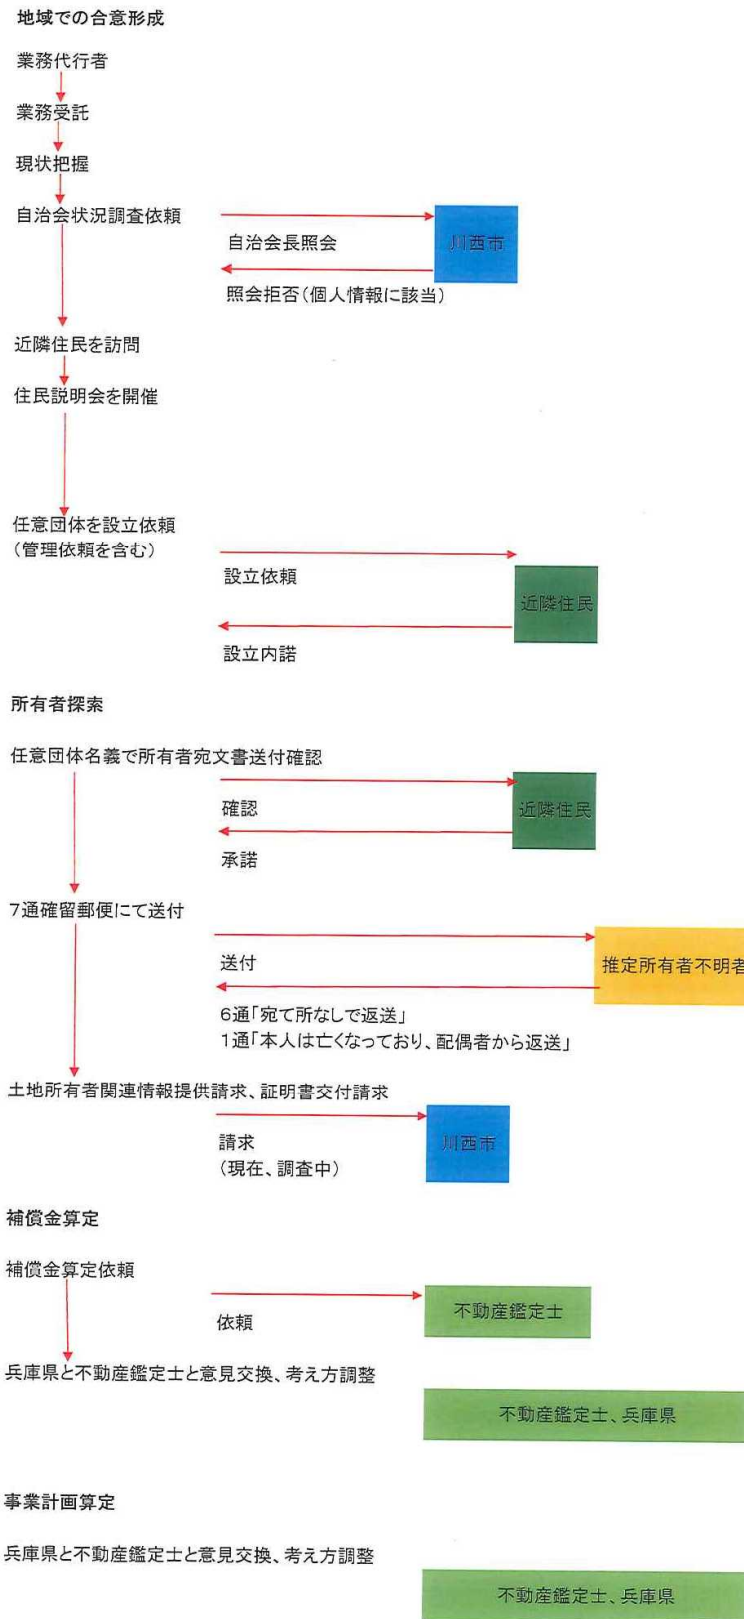 地域での合意形成
業務代行者
業務受託
現状把握
自治会状況調査依頼
自治会長照会
川西市
照会拒否(個人情報に該当)
近隣住民を訪問
住民説明会を開催
任意団体を設立依頼
(管理依頼を含む)
設立依頼
近隣住民
設立内諾
所有者探索
任意団体名義で所有者宛文書送付確認
確認
近隣住民
承諾
7通確留郵便にて送付
送付
推定所有者不明者
6通「宛て所なしで返送」
1通「本人は亡くなっており、配偶者から返送」
土地所有者関連情報提供請求、証明書交付請求
請求
川西市
(現在、調査中)
補償金算定
補償金算定依頼
依頼
不動産鑑定士
兵庫県と不動産鑑定士と意見交換、考え方調整
不動産鑑定士、兵庫県
事業計画算定
兵庫県と不動産鑑定士と意見交換、考え方調整
不動産鑑定士、兵庫県